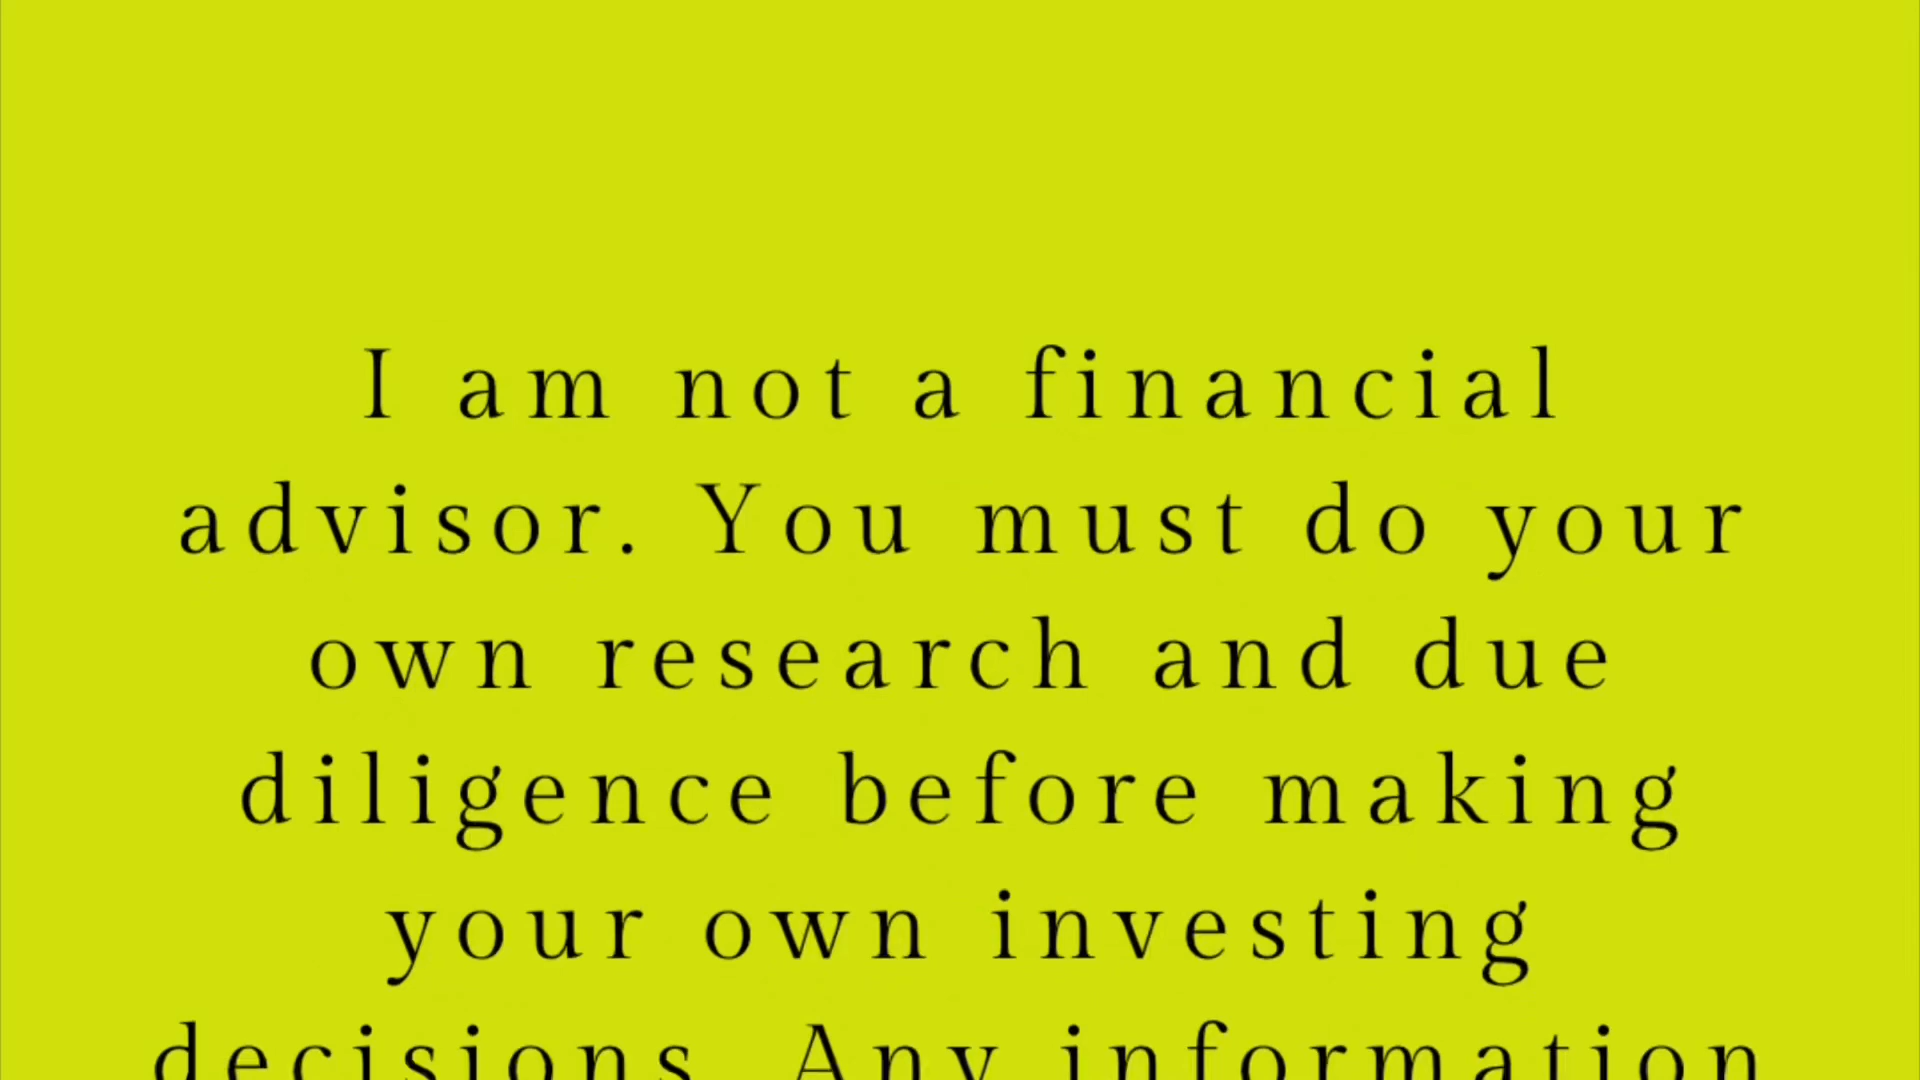 I am not a financial
advisor. You must do your
own research and due
diligence before making
your own investing
decisions. Any information